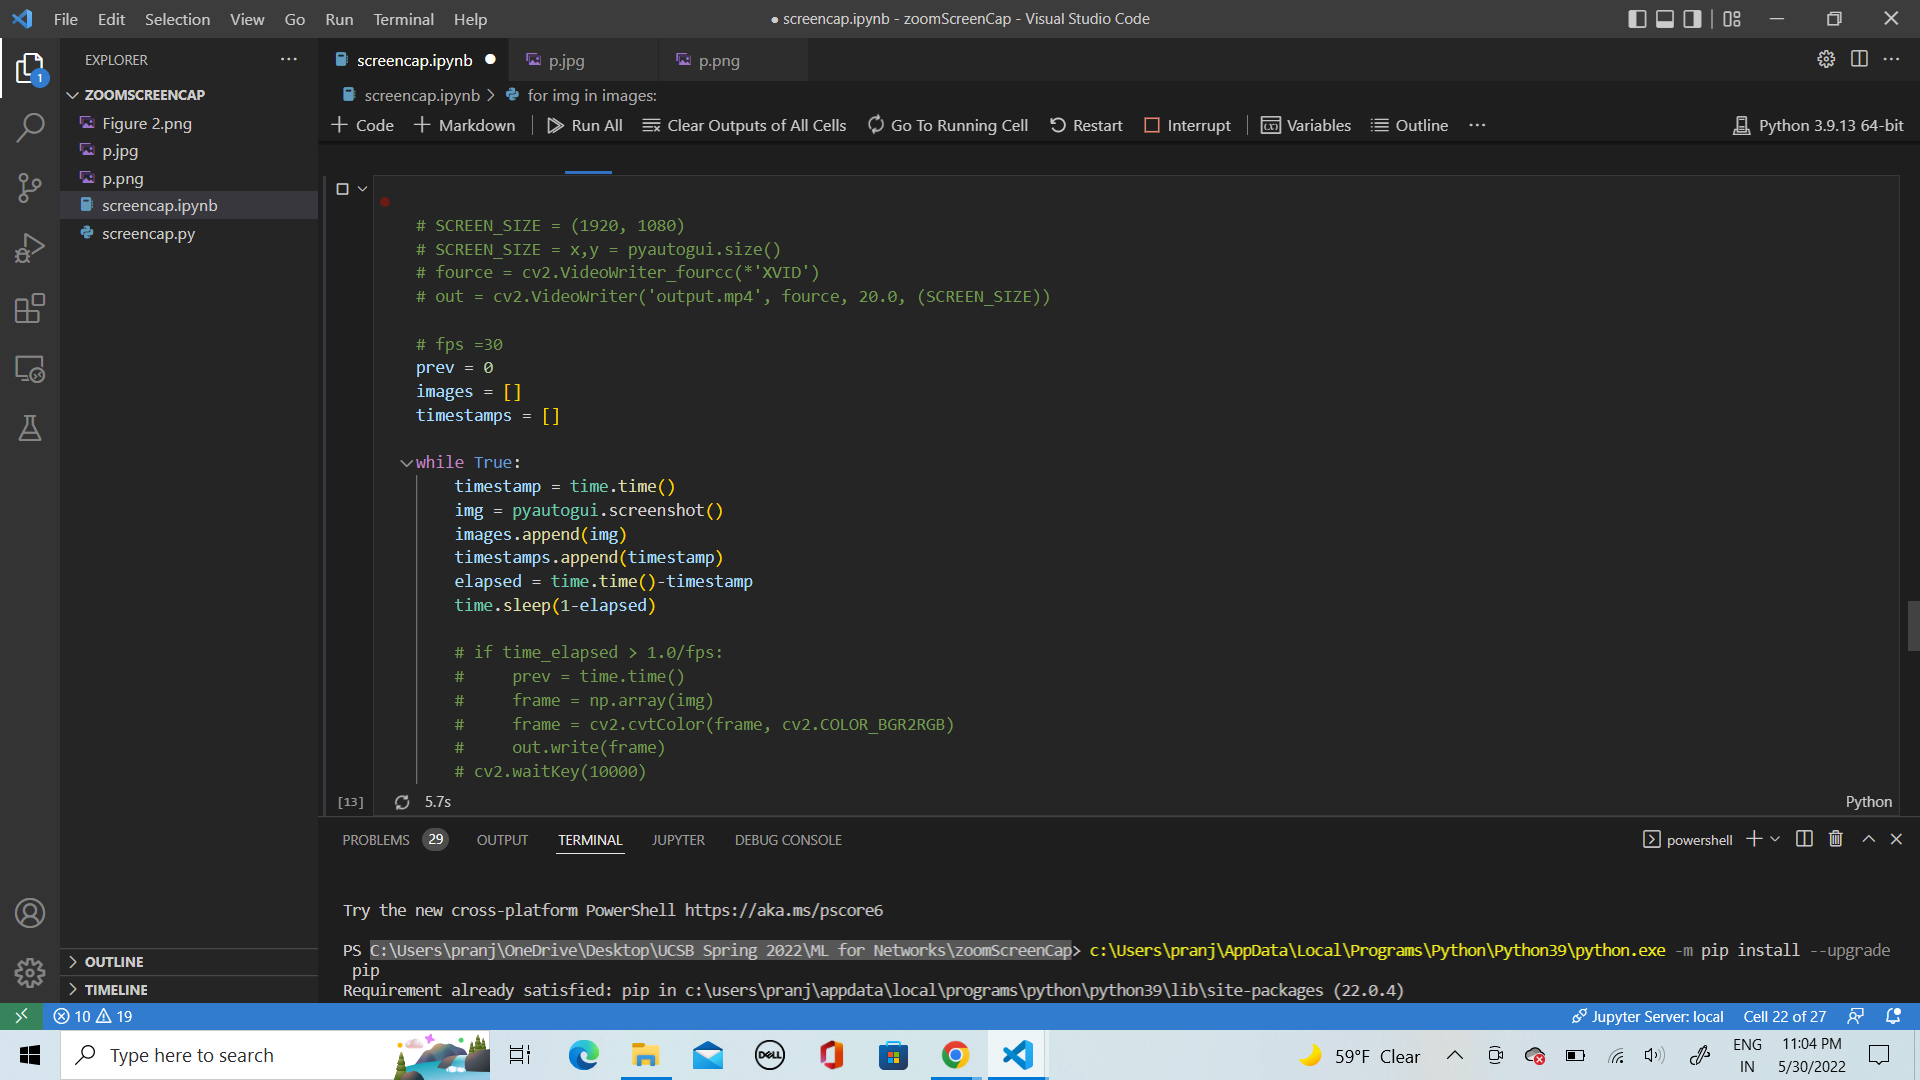 File Edit Selection View Go Run Terminal Help
● screencap.ipynb - zoomScreenCap - Visual Studio Code
1
EXPLORER ···
ZOOMSCREENCAP
Figure 2.png
p.jpg
p.png
screencap.ipynb
screencap.py
OUTLINE
TIMELINE
screencap.ipynb ● p.jpg p.png
screencap.ipynb > for img in images:
+ Code + Markdown Run All Clear Outputs of All Cells Go To Running Cell Restart Interrupt Variables Outline ··· Python 3.9.13 64-bit
# SCREEN_SIZE = (1920, 1080)
# SCREEN_SIZE = x,y = pyautogui.size()
# fource = cv2.VideoWriter_fourcc(*'XVID')
# out = cv2.VideoWriter('output.mp4', fource, 20.0, (SCREEN_SIZE))
# fps =30
prev = 0
images = []
timestamps = []
while True:
timestamp = time.time()
img = pyautogui.screenshot()
images.append(img)
timestamps.append(timestamp)
elapsed = time.time()-timestamp
time.sleep(1-elapsed)
# if time_elapsed > 1.0/fps:
#     prev = time.time()
#     frame = np.array(img)
#     frame = cv2.cvtColor(frame, cv2.COLOR_BGR2RGB)
#     out.write(frame)
# cv2.waitKey(10000)
[13] 5.7s Python
PROBLEMS 29 OUTPUT TERMINAL JUPYTER DEBUG CONSOLE powershell
Try the new cross-platform PowerShell https://aka.ms/pscore6
PS C:\Users\pranj\OneDrive\Desktop\UCSB Spring 2022\ML for Networks\zoomScreenCap> c:\Users\pranj\AppData\Local\Programs\Python\Python39\python.exe -m pip install --upgrade
pip
Requirement already satisfied: pip in c:\users\pranj\appdata\local\programs\python\python39\lib\site-packages (22.0.4)
10 19 Jupyter Server: local Cell 22 of 27
Type here to search DELL 59°F Clear ENG 11:04 PM
IN 5/30/2022